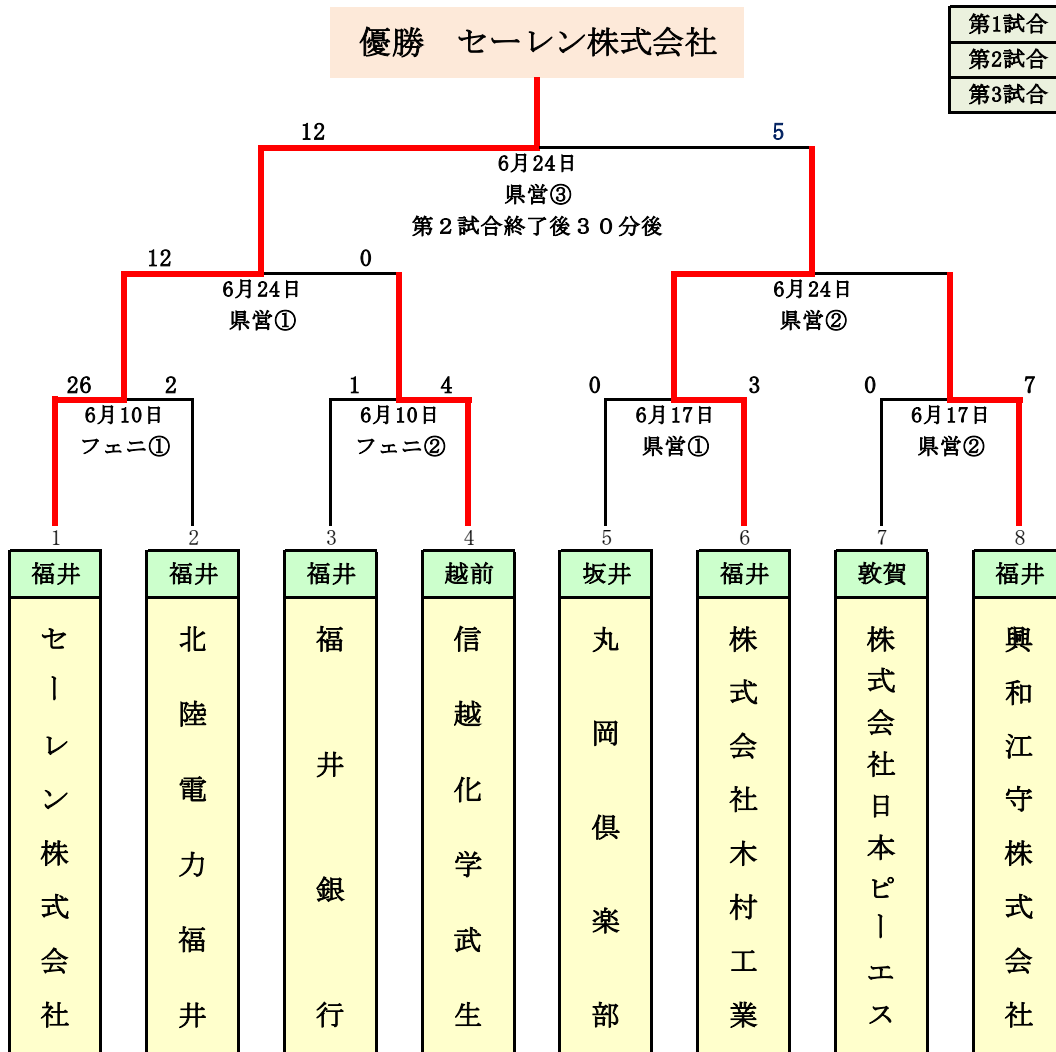 優勝　セーレン株式会社
第1試合
第2試合
第3試合
12
5
6月24日
県営③
第２試合終了後３０分後
12
0
6月24日
県営①
6月24日
県営②
26
2
1
4
0
3
0
7
6月10日
フェニ①
6月10日
フェニ②
6月17日
県営①
6月17日
県営②
1
2
3
4
5
6
7
8
福井
福井
福井
越前
坂井
福井
敦賀
福井
セーレン株式会社
北陸電力福井
福井銀行
信越化学武生
丸岡倶楽部
株式会社木村工業
株式会社日本ピーエス
興和江守株式会社